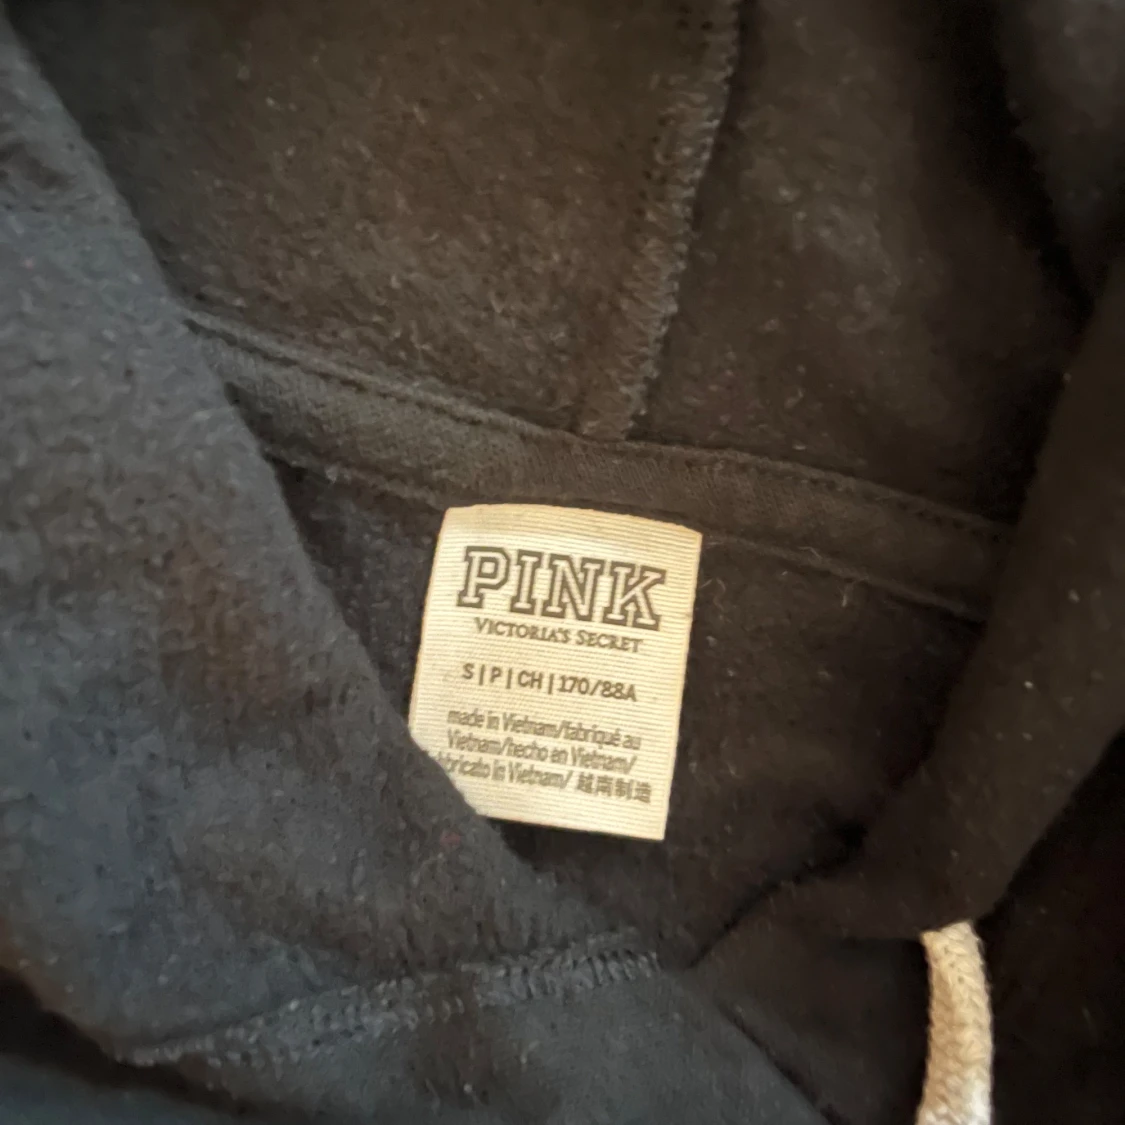 PINK
VICTORIA'S SECRET
S | P | CH | 170/88A
made in Vietnam/fabriqué au
Vietnam/hecho en Vietnam/
bricato in Vietnam/ 越南制造